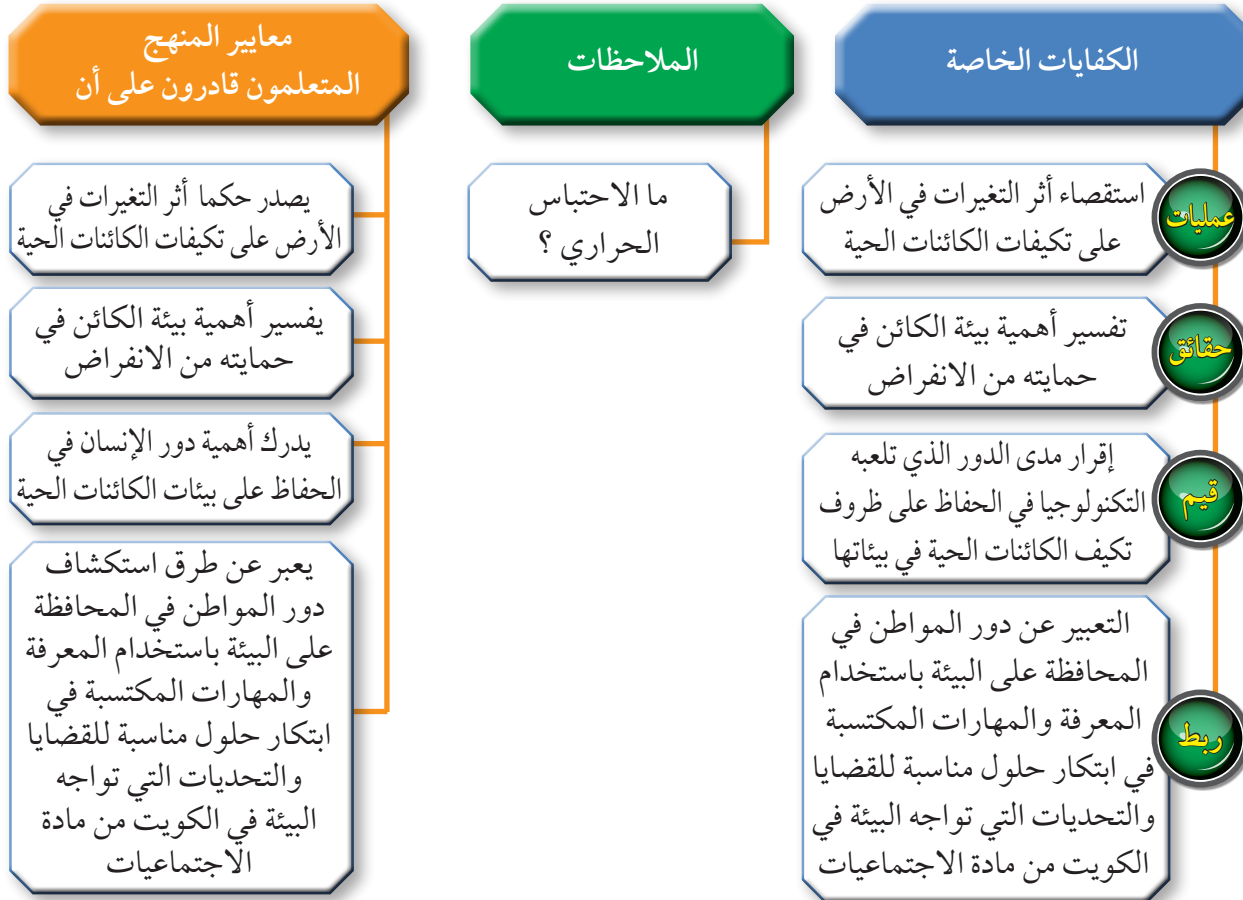 الكفايات الخاصة
عمليات
استقصاء أثر التغيرات في الأرض
على تكيفات الكائنات الحية
حقائق
تفسير أهمية بيئة الكائن في
حمايته من الانفراض
قيم
إقرار مدى الدور الذي تلعبه
التكنولوجيا في الحفاظ على ظروف
تكيف الكائنات الحية في بيئاتها
ربط
التعبير عن دور المواطن في
المحافظة على البيئة باستخدام
المعرفة والمهارات المكتسبة
في ابتكار حلول مناسبة للقضايا
والتحديات التي تواجه البيئة في
الكويت من مادة الاجتماعيات
الملاحظات
ما الاحتباس
الحراري ؟
معايير المنهج
المتعلمون قادرون على أن
يصدر حكما أثر التغيرات في
الأرض على تكيفات الكائنات الحية
يفسير أهمية بيئة الكائن في
حمايته من الانفراض
يدرك أهمية دور الإنسان في
الحفاظ على بيئات الكائنات الحية
يعبر عن طرق استكشاف
دور المواطن في المحافظة
على البيئة باستخدام المعرفة
والمهارات المكتسبة في
ابتكار حلول مناسبة للقضايا
والتحديات التي تواجه
البيئة في الكويت من مادة
الاجتماعيات